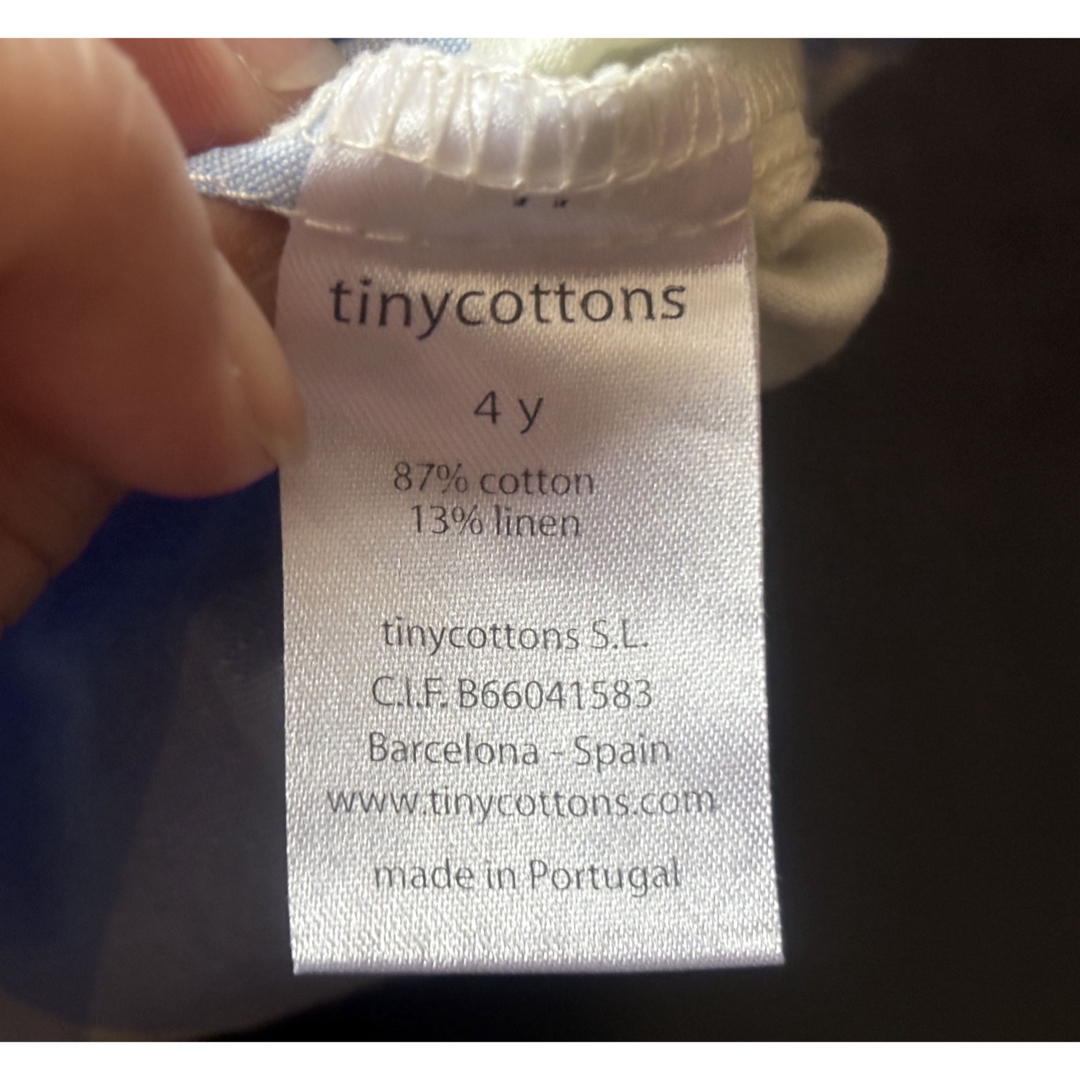 tinycottons
4 y
87% cotton
13% linen
tinycottons S.L.
C.I.F. B66041583
Barcelona - Spain
www.tinycottons.com
made in Portugal